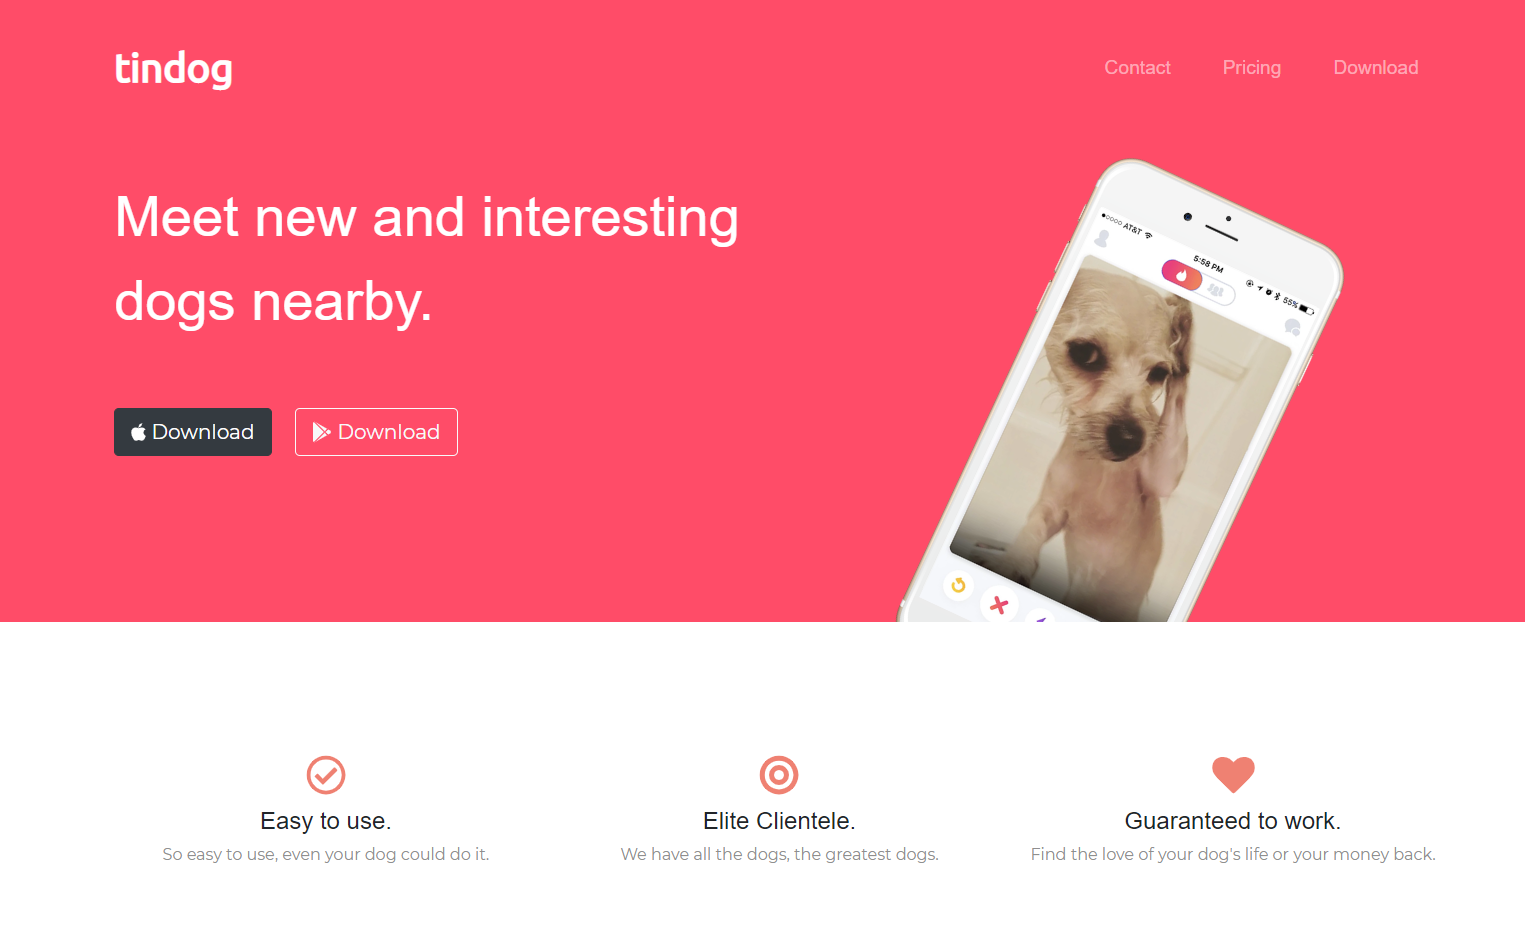 tindog
Contact Pricing Download
Meet new and interesting
dogs nearby.
Download Download
AT&T 5:58 PM 55%
Easy to use.
So easy to use, even your dog could do it.
Elite Clientele.
We have all the dogs, the greatest dogs.
Guaranteed to work.
Find the love of your dog's life or your money back.